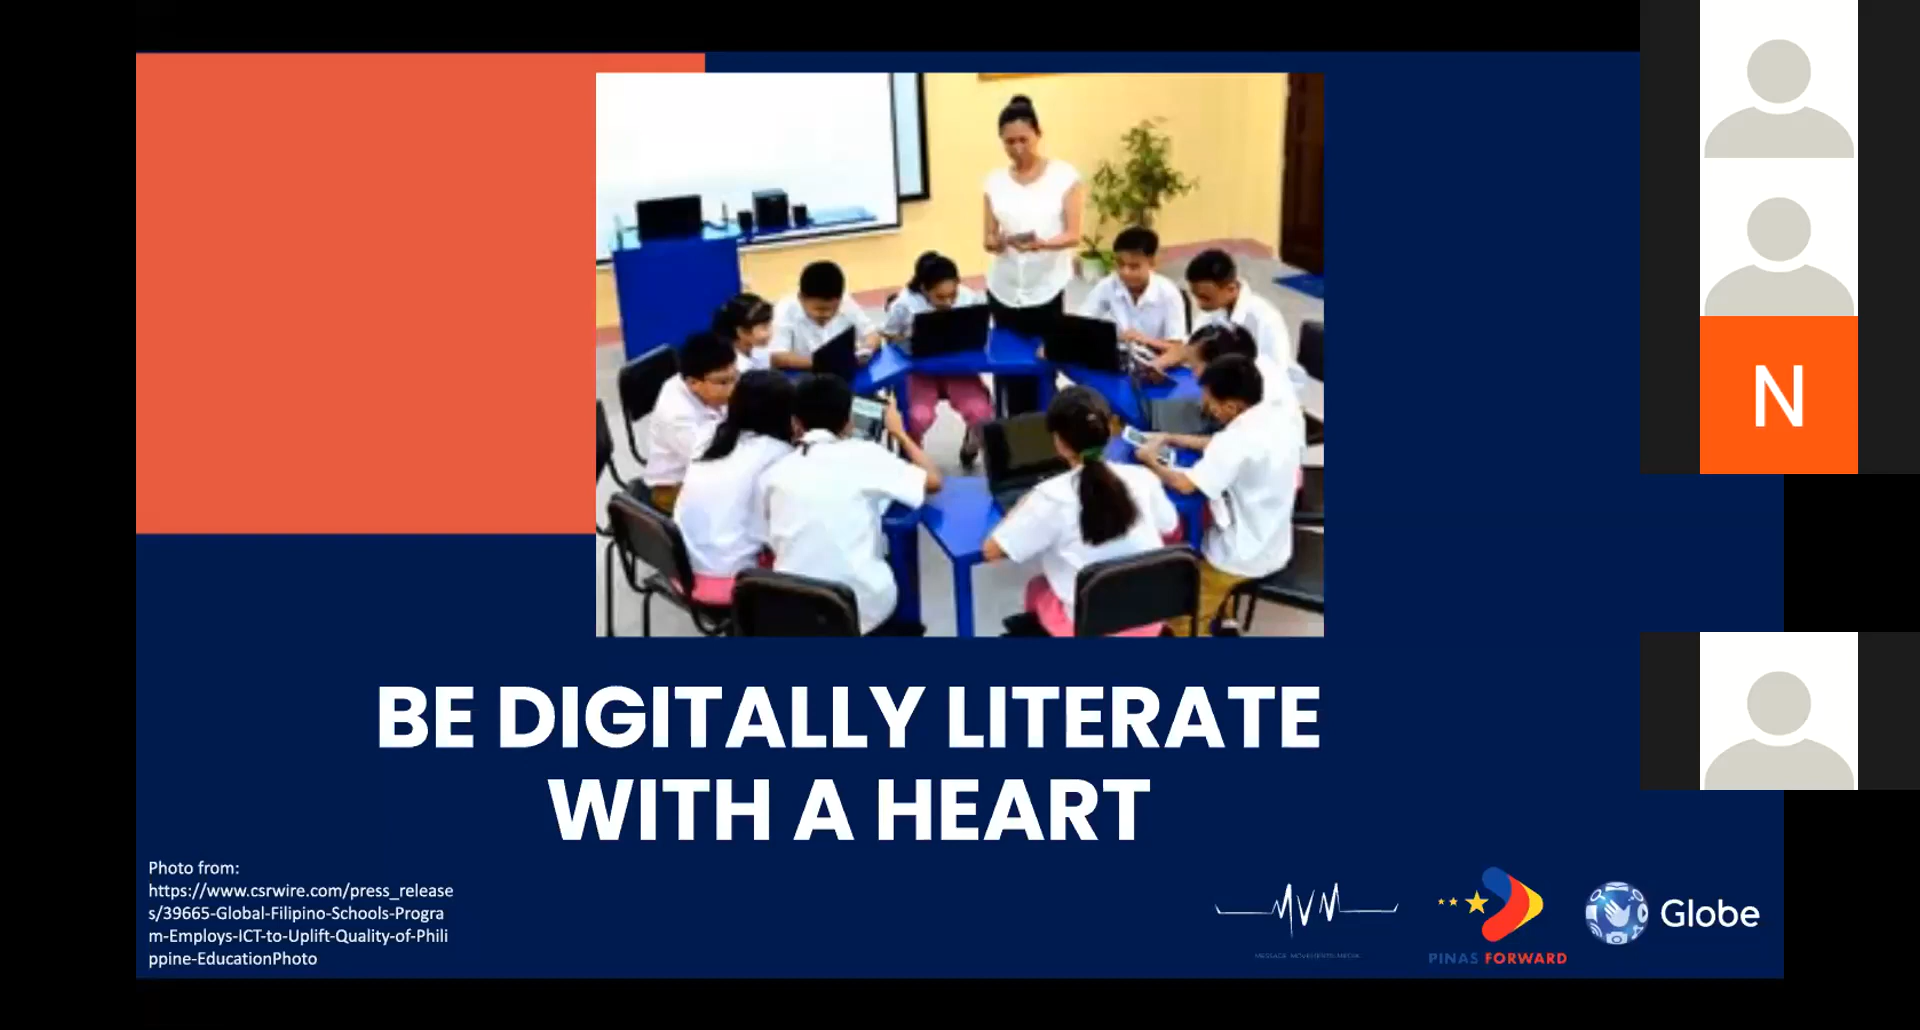 N
BE DIGITALLY LITERATE
WITH A HEART
Photo from:
https://www.csrwire.com/press_release
s/39665-Global-Filipino-Schools-Progra
m-Employs-ICT-to-Uplift-Quality-of-Phili
ppine-EducationPhoto
MVM
PINAS FORWARD
Globe